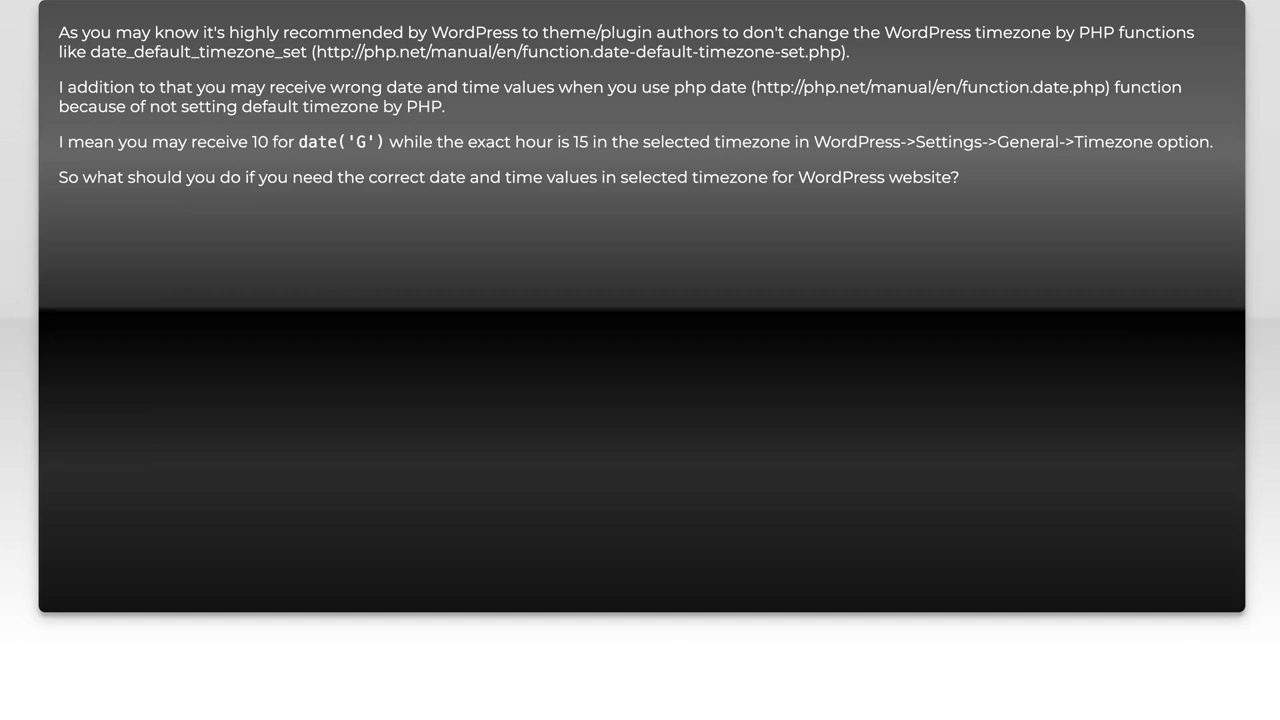 As you may know it's highly recommended by WordPress to theme/plugin authors to don't change the WordPress timezone by PHP functions
like date_default_timezone_set (http://php.net/manual/en/function.date-default-timezone-set.php).
I addition to that you may receive wrong date and time values when you use php date (http://php.net/manual/en/function.date.php) function
because of not setting default timezone by PHP.
I mean you may receive 10 for date('G') while the exact hour is 15 in the selected timezone in WordPress->Settings->General->Timezone option.
So what should you do if you need the correct date and time values in selected timezone for WordPress website?